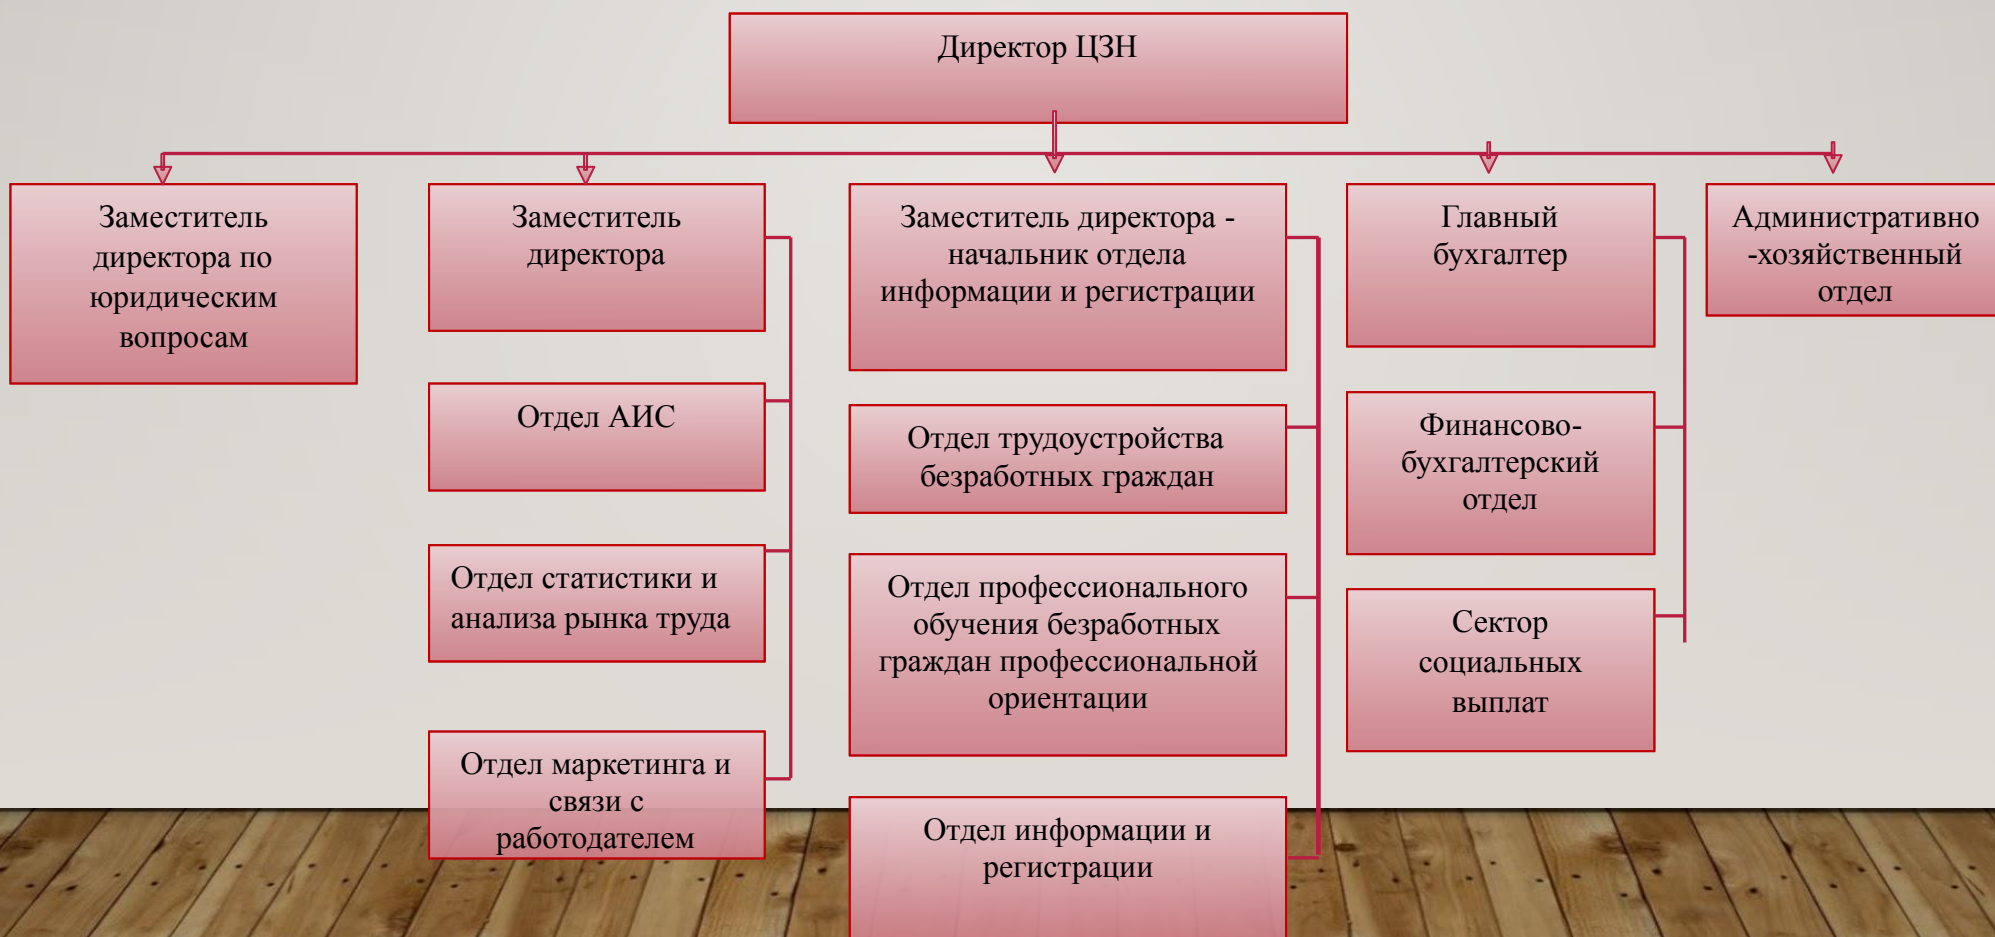 Директор ЦЗН
Заместитель
директора по
юридическим
вопросам
Заместитель
директора
Заместитель директора -
начальник отдела
информации и регистрации
Главный
бухгалтер
Административно
-хозяйственный
отдел
Отдел АИС
Отдел трудоустройства
безработных граждан
Финансово-
бухгалтерский
отдел
Отдел статистики и
анализа рынка труда
Отдел профессионального
обучения безработных
граждан профессиональной
ориентации
Сектор
социальных
выплат
Отдел маркетинга и
связи с
работодателем
Отдел информации и
регистрации